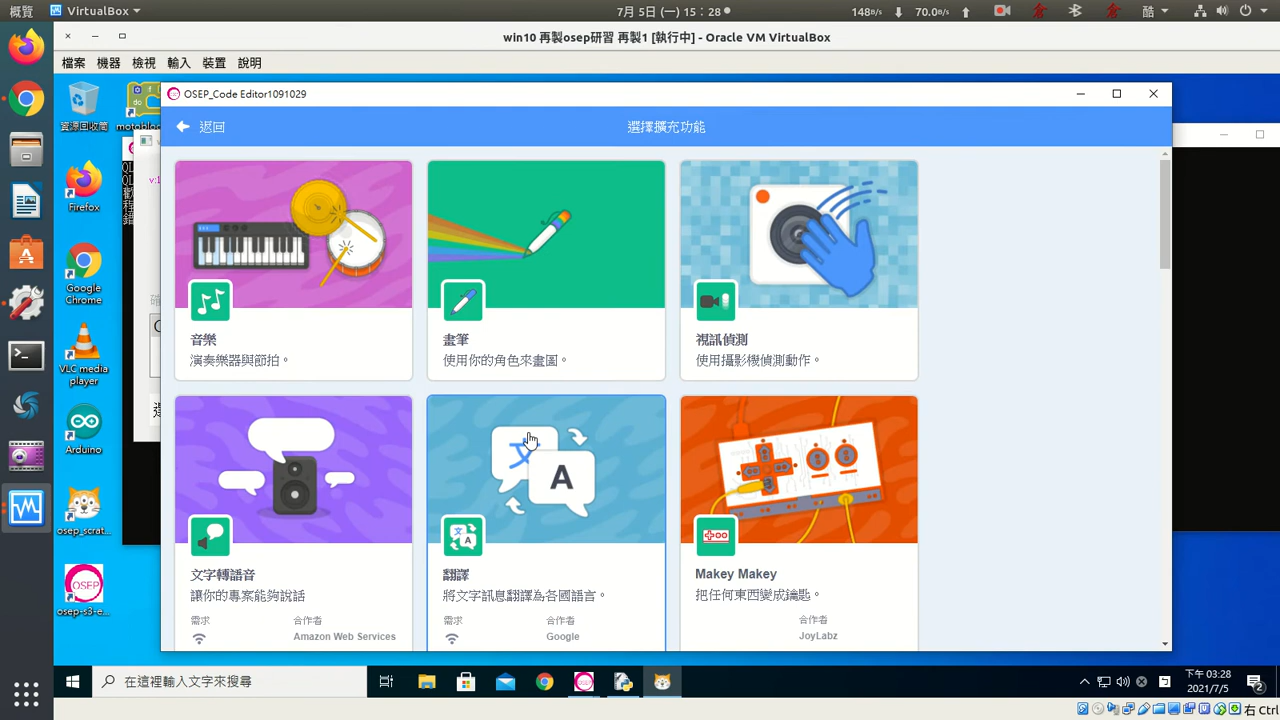 概覽 VirtualBox 7月 5日 (一) 15：28 148B/s 70.0B/s 酷
win10 再製osep研習 再製1 [執行中] - Oracle VM VirtualBox
檔案 機器 檢視 輸入 裝置 說明
OSEP_Code Editor1091029
返回 選擇擴充功能
資源回收筒
Firefox
Google Chrome
VLC media player
Arduino
osep_scrat...
OSEP
osep-s3-e...
音樂
演奏樂器與節拍。
畫筆
使用你的角色來畫圖。
視訊偵測
使用攝影機偵測動作。
文 A
文字轉語音
讓你的專案能夠說話
需求 合作者
Amazon Web Services
翻譯
將文字訊息翻譯為各國語言。
需求 合作者
Google
Makey Makey
把任何東西變成鑰匙。
合作者
JoyLabz
在這裡輸入文字來搜尋
下午 03:28
2021/7/5
2
右 Ctrl